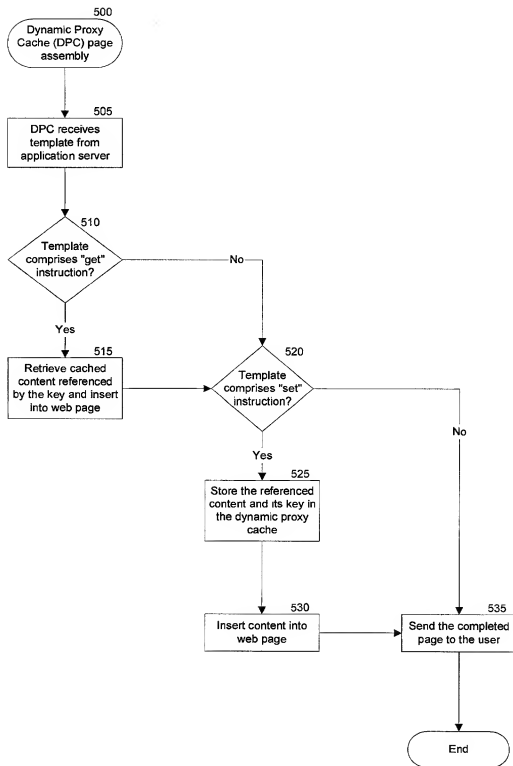 500
Dynamic Proxy
Cache (DPC) page
assembly
505
DPC receives
template from
application server
510
Template
comprises "get"
instruction?
No
Yes
515
Retrieve cached
content referenced
by the key and insert
into web page
520
Template
comprises "set"
instruction?
No
Yes
525
Store the referenced
content and its key in
the dynamic proxy
cache
530
Insert content into
web page
535
Send the completed
page to the user
End